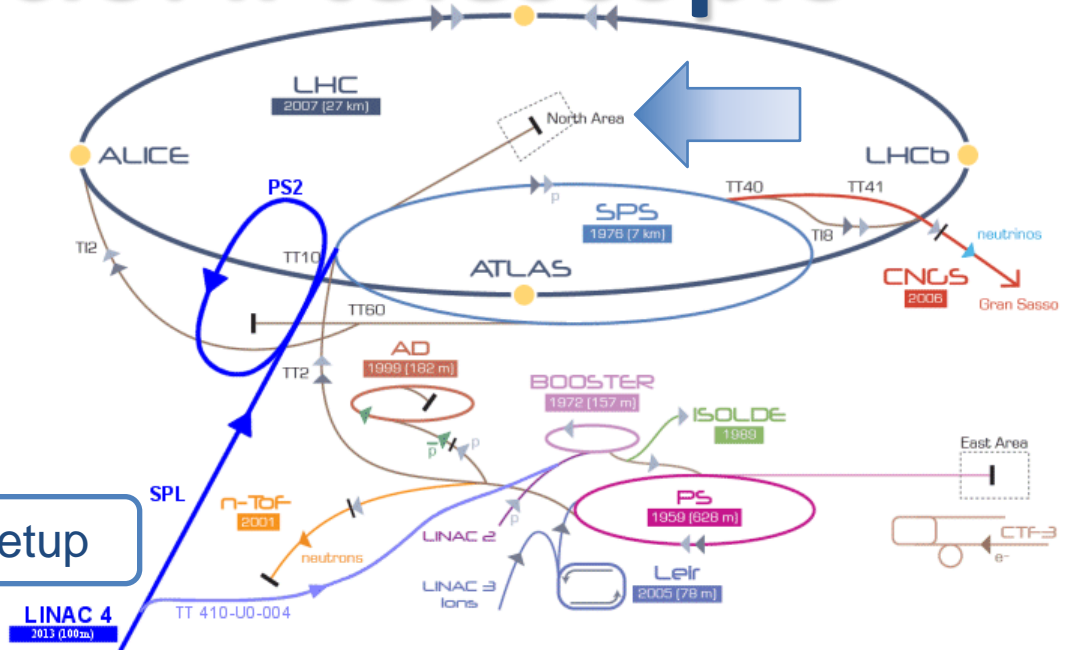 LHC
2007 (27 km)
North Area
ALICE
LHCb
PS2
TT40
TT41
p
SPS
1976 (7 km)
TI2
TT10
TI8
neutrinos
ATLAS
CNGS
2006
Gran Sasso
TT60
AD
1999 (182 m)
TT2
BOOSTER
1972 (157 m)
ISOLDE
1989
p
p
East Area
SPL
n-ToF
2001
p
PS
1959 (628 m)
etup
LINAC 2
neutrons
CTF-3
e-
LINAC 3
Ions
Leir
2005 (78 m)
LINAC 4
2013 (100m)
TT 410-U0-004